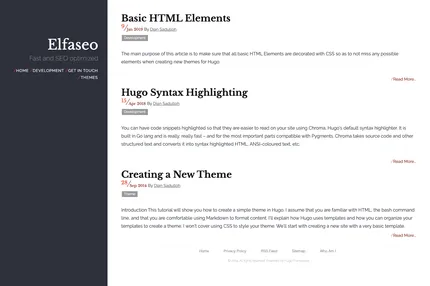 Elfaseo
Fast and SEO optimized
/HOME /DEVELOPMENT /GET IN TOUCH
/THEMES
Basic HTML Elements
9/Jan 2019 By Dian Saidulloh
Development
The main purpose of this article is to make sure that all basic HTML Elements are decorated with CSS so as to not miss any possible
elements when creating new themes for Hugo.
/Read More..
Hugo Syntax Highlighting
15/Apr 2018 By Dian Saidulloh
Development
You can have code snippets highlighted so that they are easier to read on your site using Chroma. Hugo's default syntax highlighter. It is
built in Go lang and is really, really fast – and for the most important parts compatible with Pygments. Chroma takes source code and other
structured text and converts it into syntax highlighted HTML, ANSI-coloured text, etc.
/Read More..
Creating a New Theme
28/Sep 2014 By Dian Saidulloh
Theme
Introduction This tutorial will show you how to create a simple theme in Hugo. I assume that you are familiar with HTML, the bash command
line, and that you are comfortable using Markdown to format content. I'll explain how Hugo uses templates and how you can organize your
templates to create a theme. I won't cover using CSS to style your theme. We'll start with creating a new site with a very basic template.
/Read More..
Home Privacy Policy RSS Feed Sitemap Why Am I